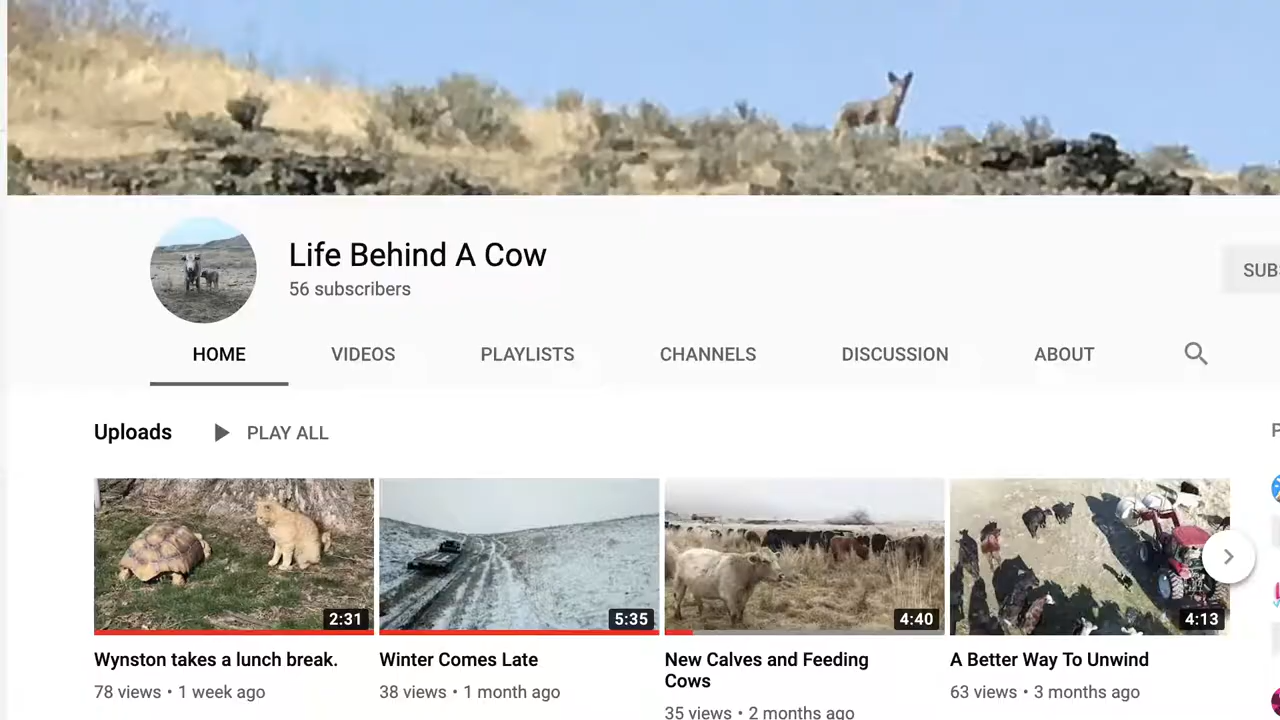 Life Behind A Cow
56 subscribers
SUBS
HOME VIDEOS PLAYLISTS CHANNELS DISCUSSION ABOUT
Uploads PLAY ALL
P
2:31 5:35 4:40 4:13
Wynston takes a lunch break. Winter Comes Late New Calves and Feeding A Better Way To Unwind
Cows
78 views • 1 week ago 38 views • 1 month ago 63 views • 3 months ago
35 views • 2 months ago